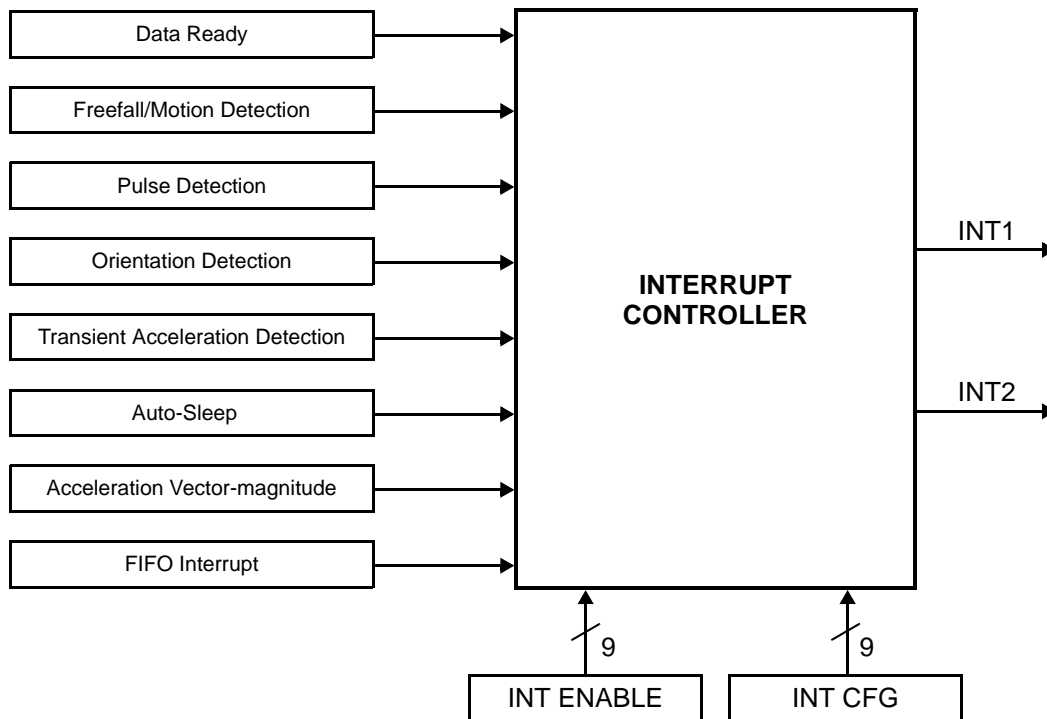 Data Ready
Freefall/Motion Detection
Pulse Detection
Orientation Detection
Transient Acceleration Detection
Auto-Sleep
Acceleration Vector-magnitude
FIFO Interrupt
INTERRUPT
CONTROLLER
INT1
INT2
9
9
INT ENABLE
INT CFG